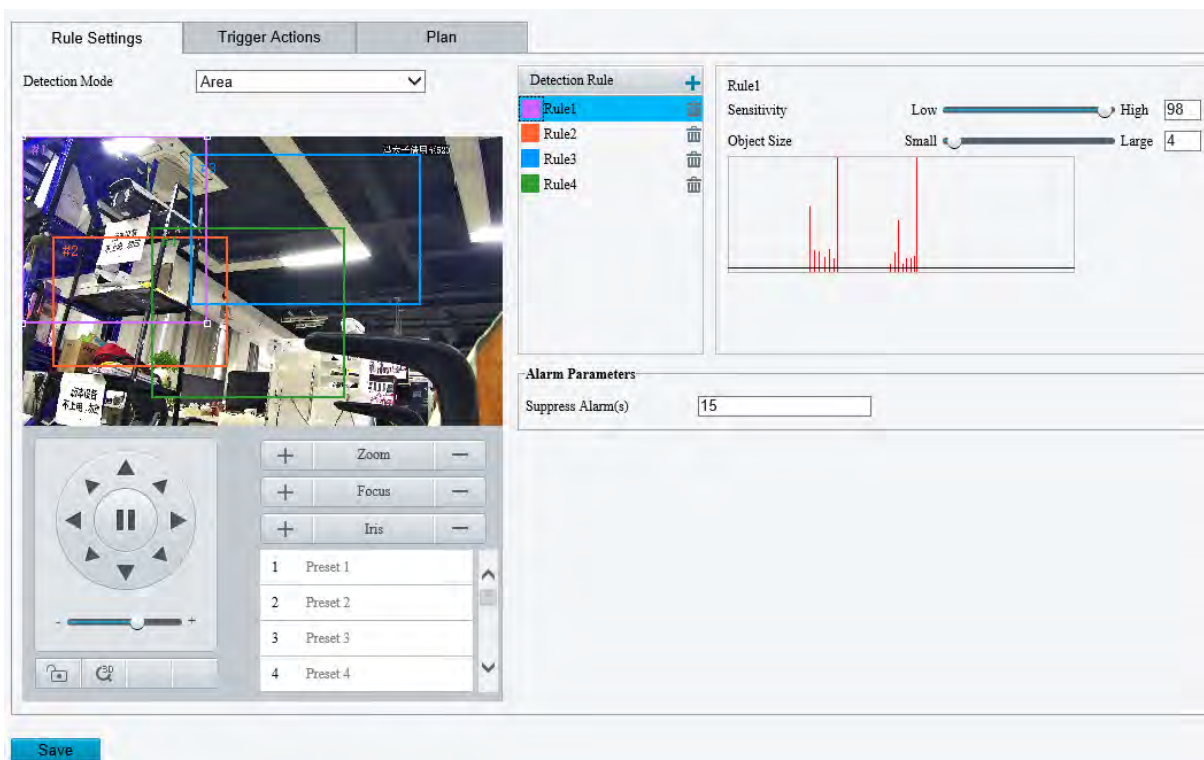 Rule Settings
Trigger Actions
Plan
Detection Mode
Area
#1
#3
#2
Detection Rule
Rule1
Rule2
Rule3
Rule4
Rule1
Sensitivity
Low
High
98
Object Size
Small
Large
4
Alarm Parameters
Suppress Alarm(s)
15
Zoom
Focus
Iris
1 Preset 1
2 Preset 2
3 Preset 3
4 Preset 4
-
+
3D
Save